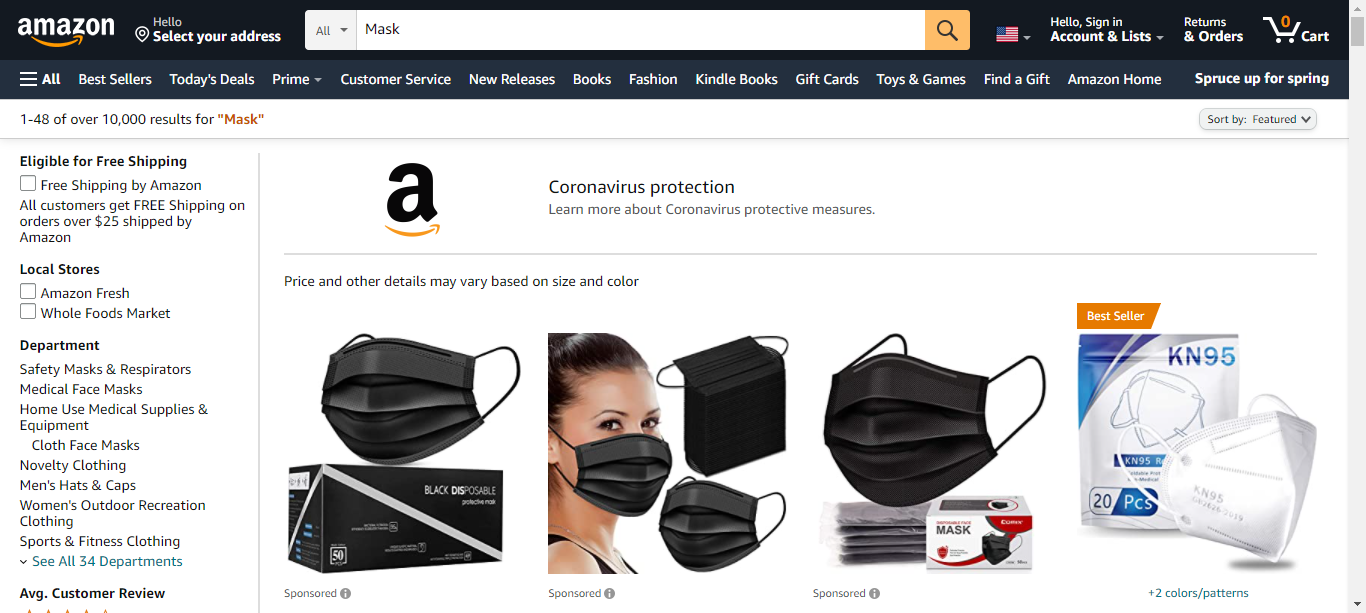 amazon
Hello
Select your address
All
Mask
Hello, Sign in
Account & Lists
Returns
& Orders
0
Cart
All
Best Sellers
Today's Deals
Prime
Customer Service
New Releases
Books
Fashion
Kindle Books
Gift Cards
Toys & Games
Find a Gift
Amazon Home
Spruce up for spring
1-48 of over 10,000 results for "Mask"
Sort by: Featured
Eligible for Free Shipping
Free Shipping by Amazon
All customers get FREE Shipping on
orders over $25 shipped by
Amazon
Local Stores
Amazon Fresh
Whole Foods Market
Department
Safety Masks & Respirators
Medical Face Masks
Home Use Medical Supplies &
Equipment
Cloth Face Masks
Novelty Clothing
Men's Hats & Caps
Women's Outdoor Recreation
Clothing
Sports & Fitness Clothing
See All 34 Departments
Avg. Customer Review
a
Coronavirus protection
Learn more about Coronavirus protective measures.
Price and other details may vary based on size and color
BLACK DISPOSABLE
protective mask
50
Sponsored
Sponsored
DISPOSABLE FACE
MASK
Comix
Sponsored
Best Seller
KN95
KN95
20 Pcs
KN95
GB2626-2019
+2 colors/patterns